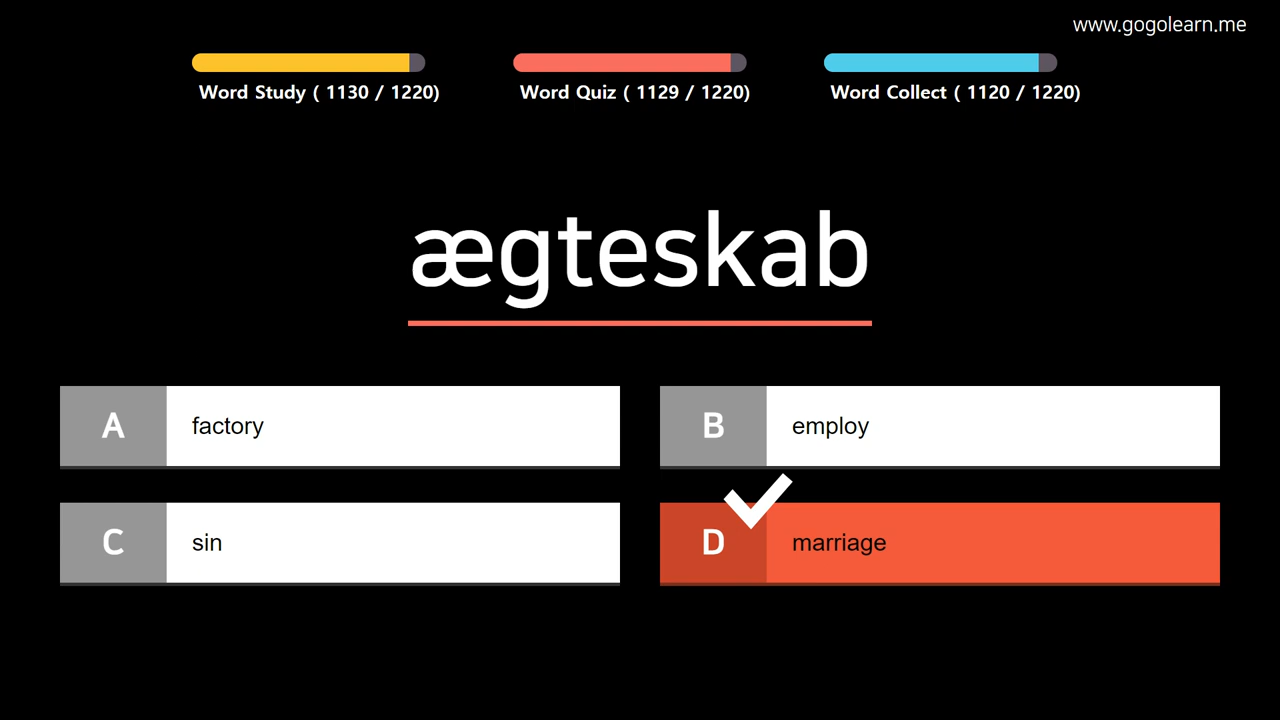 www.gogolearn.me
Word Study ( 1130 / 1220)
Word Quiz ( 1129 / 1220)
Word Collect ( 1120 / 1220)
ægteskab
A factory
B employ
C sin
D marriage